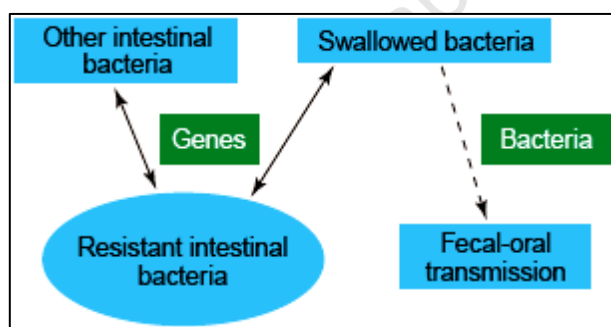 Other intestinal
bacteria
Swallowed bacteria
Genes
Bacteria
Resistant intestinal
bacteria
Fecal-oral
transmission